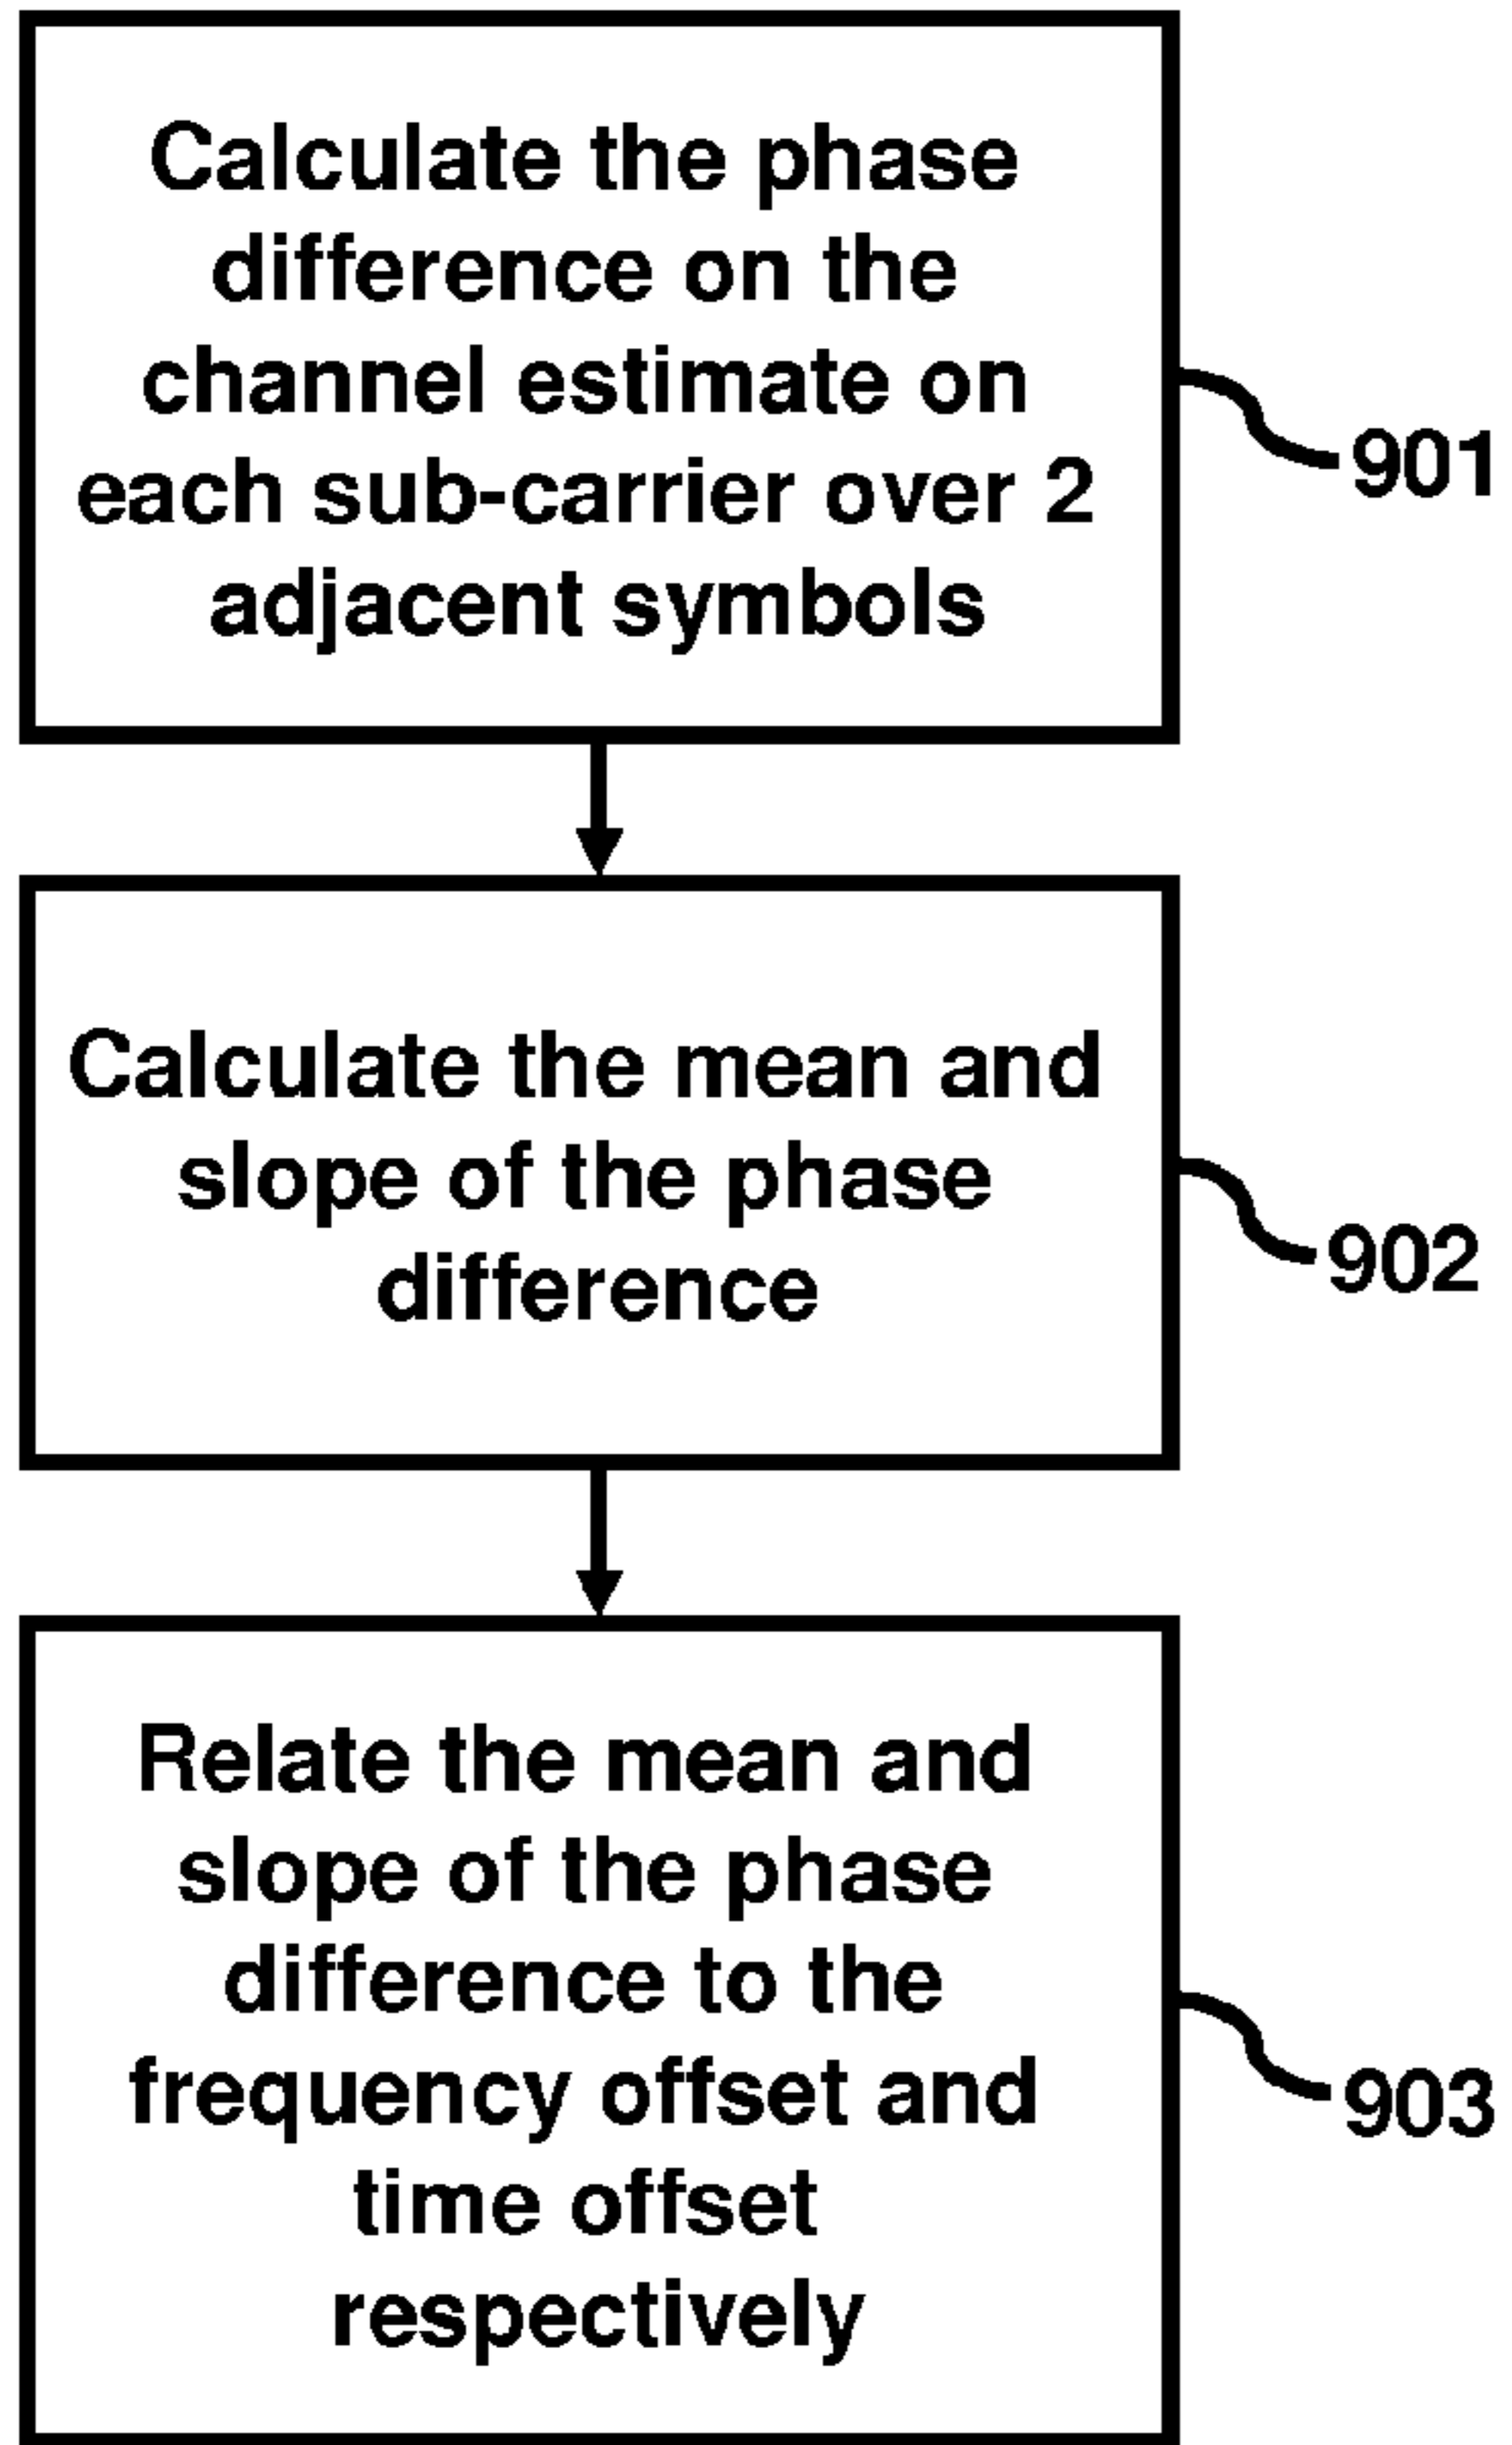 Calculate the phase
difference on the
channel estimate on
each sub-carrier over 2
adjacent symbols
901
Calculate the mean and
slope of the phase
difference
902
Relate the mean and
slope of the phase
difference to the
frequency offset and
time offset
respectively
903